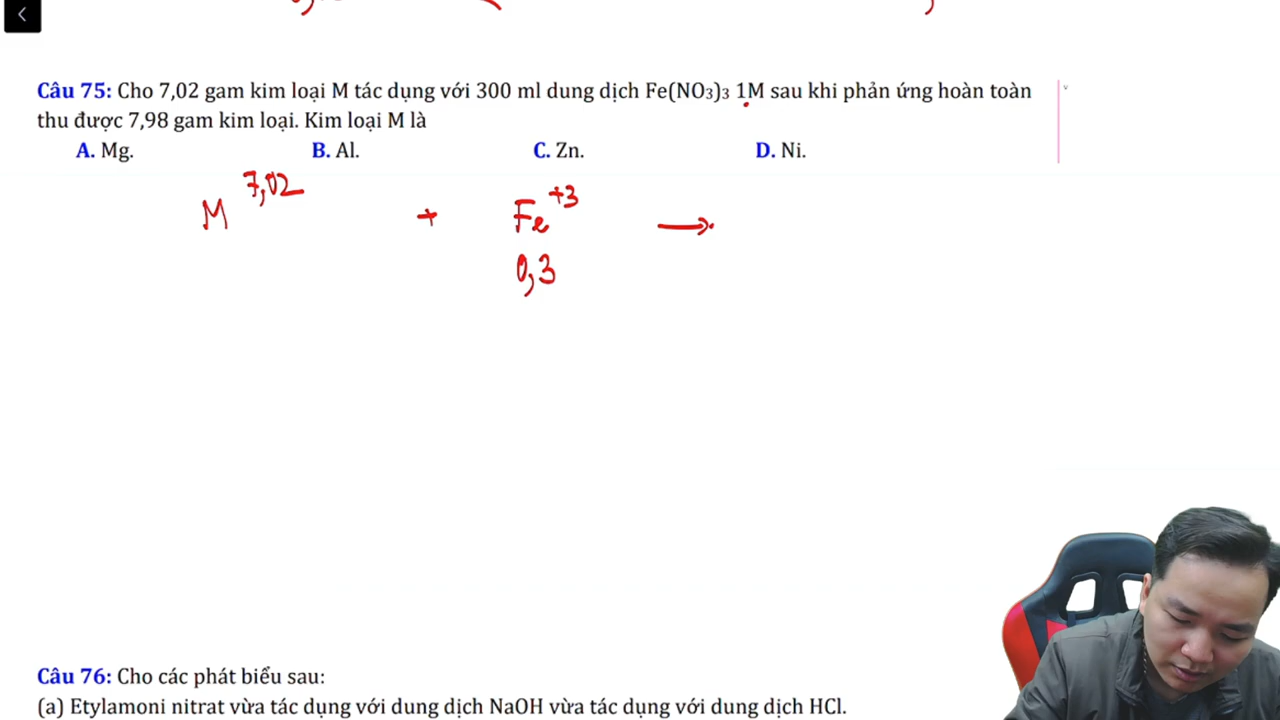 Câu 75: Cho 7,02 gam kim loại M tác dụng với 300 ml dung dịch Fe(NO₃)₃ 1M sau khi phản ứng hoàn toàn
thu được 7,98 gam kim loại. Kim loại M là
A. Mg. B. Al. C. Zn. D. Ni.
M 7,02 + Fe +3 →
0,3
Câu 76: Cho các phát biểu sau:
(a) Etylamoni nitrat vừa tác dụng với dung dịch NaOH vừa tác dụng với dung dịch HCl.